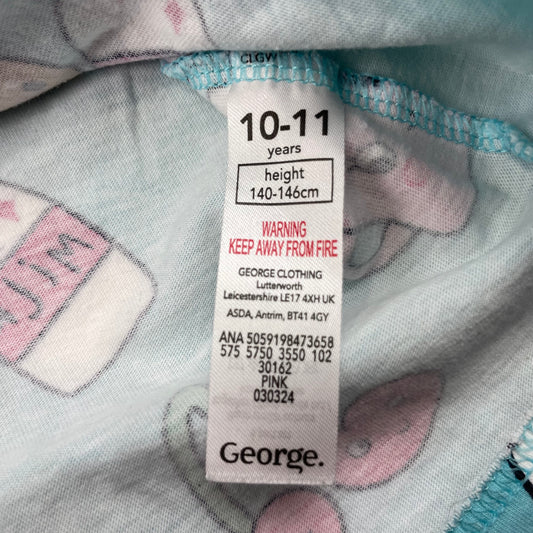 CLGW
10-11
years
height
140-146cm
WARNING
KEEP AWAY FROM FIRE
GEORGE CLOTHING
Lutterworth
Leicestershire LE17 4XH UK
ASDA, Antrim, BT41 4GY
ANA 5059198473658
575 5750 3550 102
30162
PINK
030324
George.